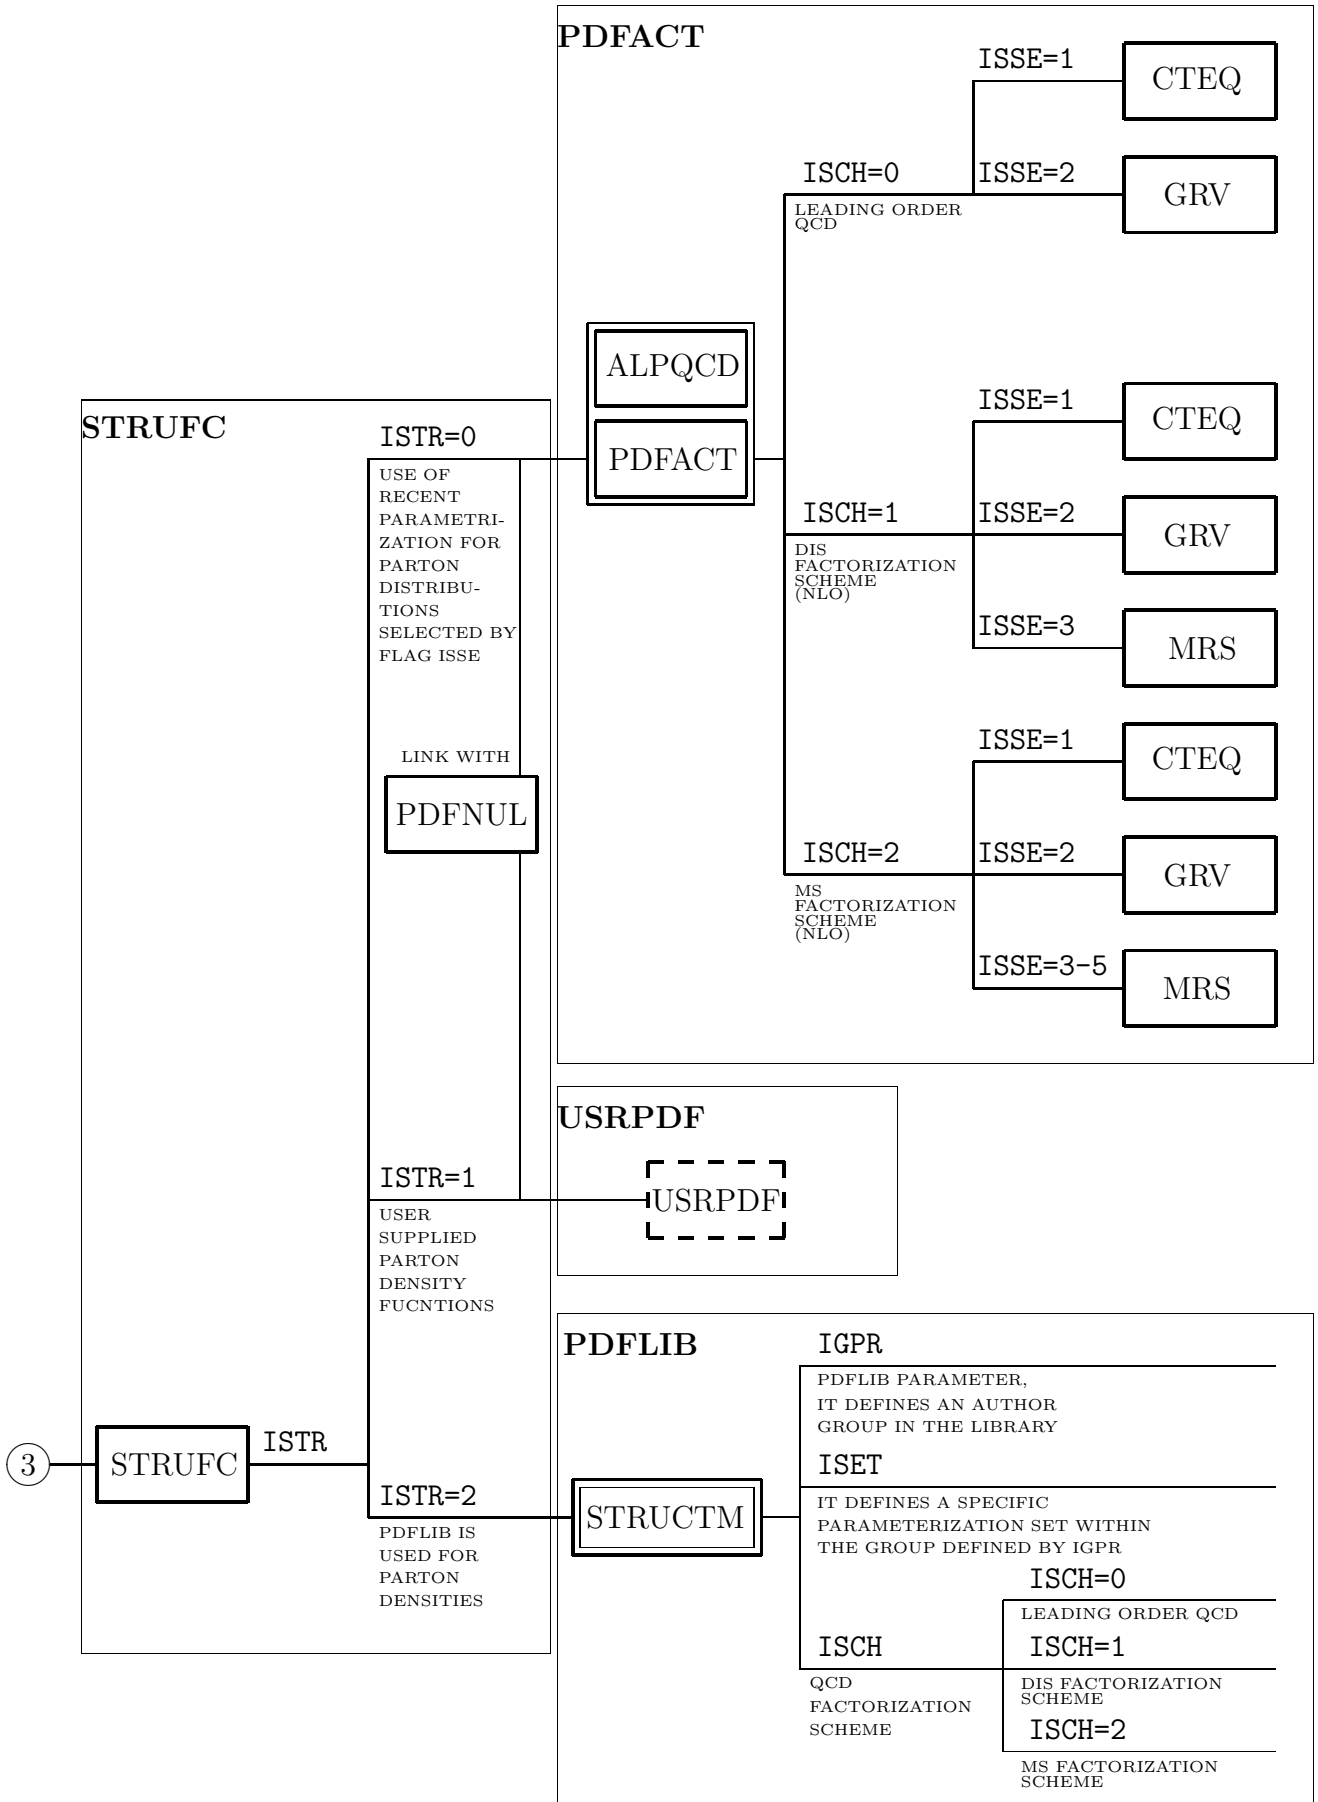 PDFACT
ISSE=1
CTEQ
ISCH=0
ISSE=2
GRV
LEADING ORDER
QCD
ALPQCD
PDFACT
ISSE=1
CTEQ
ISCH=1
ISSE=2
GRV
DIS
FACTORIZATION
SCHEME
(NLO)
ISSE=3
MRS
ISSE=1
CTEQ
ISCH=2
ISSE=2
GRV
MS
FACTORIZATION
SCHEME
(NLO)
ISSE=3-5
MRS
STRUFC
ISTR=0
USE OF
RECENT
PARAMETRI-
ZATION FOR
PARTON
DISTRIBU-
TIONS
SELECTED BY
FLAG ISSE
LINK WITH
PDFNUL
ISTR=1
USER
SUPPLIED
PARTON
DENSITY
FUCNTIONS
USRPDF
USRPDF
3
STRUFC
ISTR
ISTR=2
PDFLIB IS
USED FOR
PARTON
DENSITIES
PDFLIB
STRUCTM
IGPR
PDFLIB PARAMETER,
IT DEFINES AN AUTHOR
GROUP IN THE LIBRARY
ISET
IT DEFINES A SPECIFIC
PARAMETERIZATION SET WITHIN
THE GROUP DEFINED BY IGPR
ISCH
QCD
FACTORIZATION
SCHEME
ISCH=0
LEADING ORDER QCD
ISCH=1
DIS FACTORIZATION
SCHEME
ISCH=2
MS FACTORIZATION
SCHEME